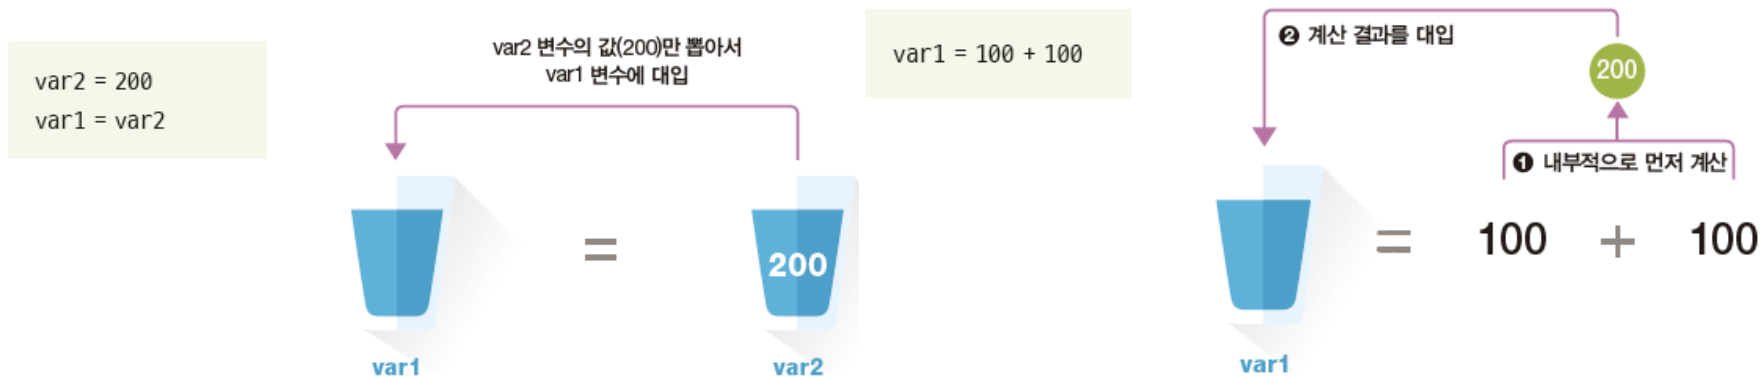 var2 = 200
var1 = var2
var2 변수의 값(200)만 뽑아서
var1 변수에 대입
=
200
var1
var2
var1 = 100 + 100
❷ 계산 결과를 대입
200
❶ 내부적으로 먼저 계산
= 100 + 100
var1